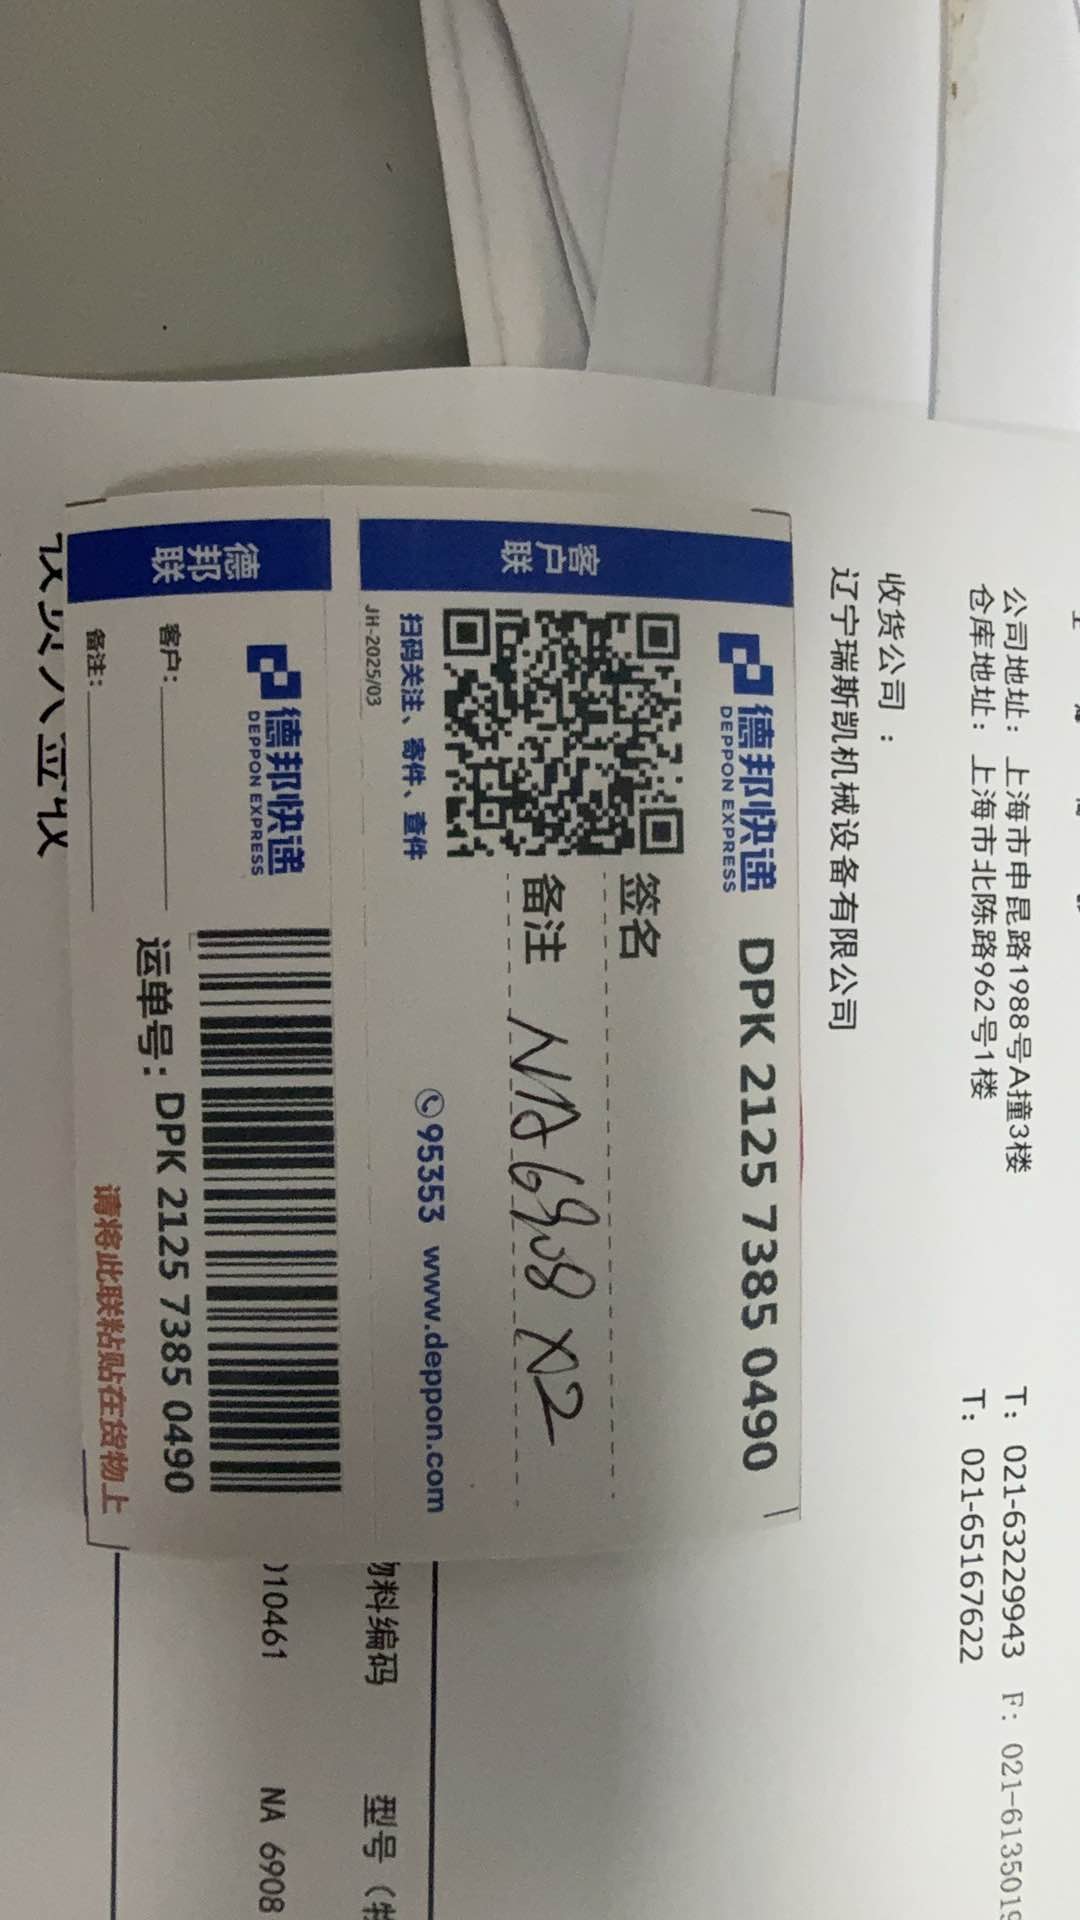 公司地址: 上海市申昆路1988号A撞3楼 T: 021-63229943 F: 021-6135019
仓库地址: 上海市北陈路962号1楼 T: 021-65167622
收货公司:
辽宁瑞斯凯机械设备有限公司
客户联
德邦快递
DEPPON EXPRESS
DPK 2125 7385 0490
签名
备注 NA6908 X2
扫码关注、寄件、查件
95353 www.deppon.com
JH-2025/03
德邦联
德邦快递
DEPPON EXPRESS
客户:
备注:
运单号: DPK 2125 7385 0490
请将此联粘贴在货物上
物料编码 型号
010461 NA 6908